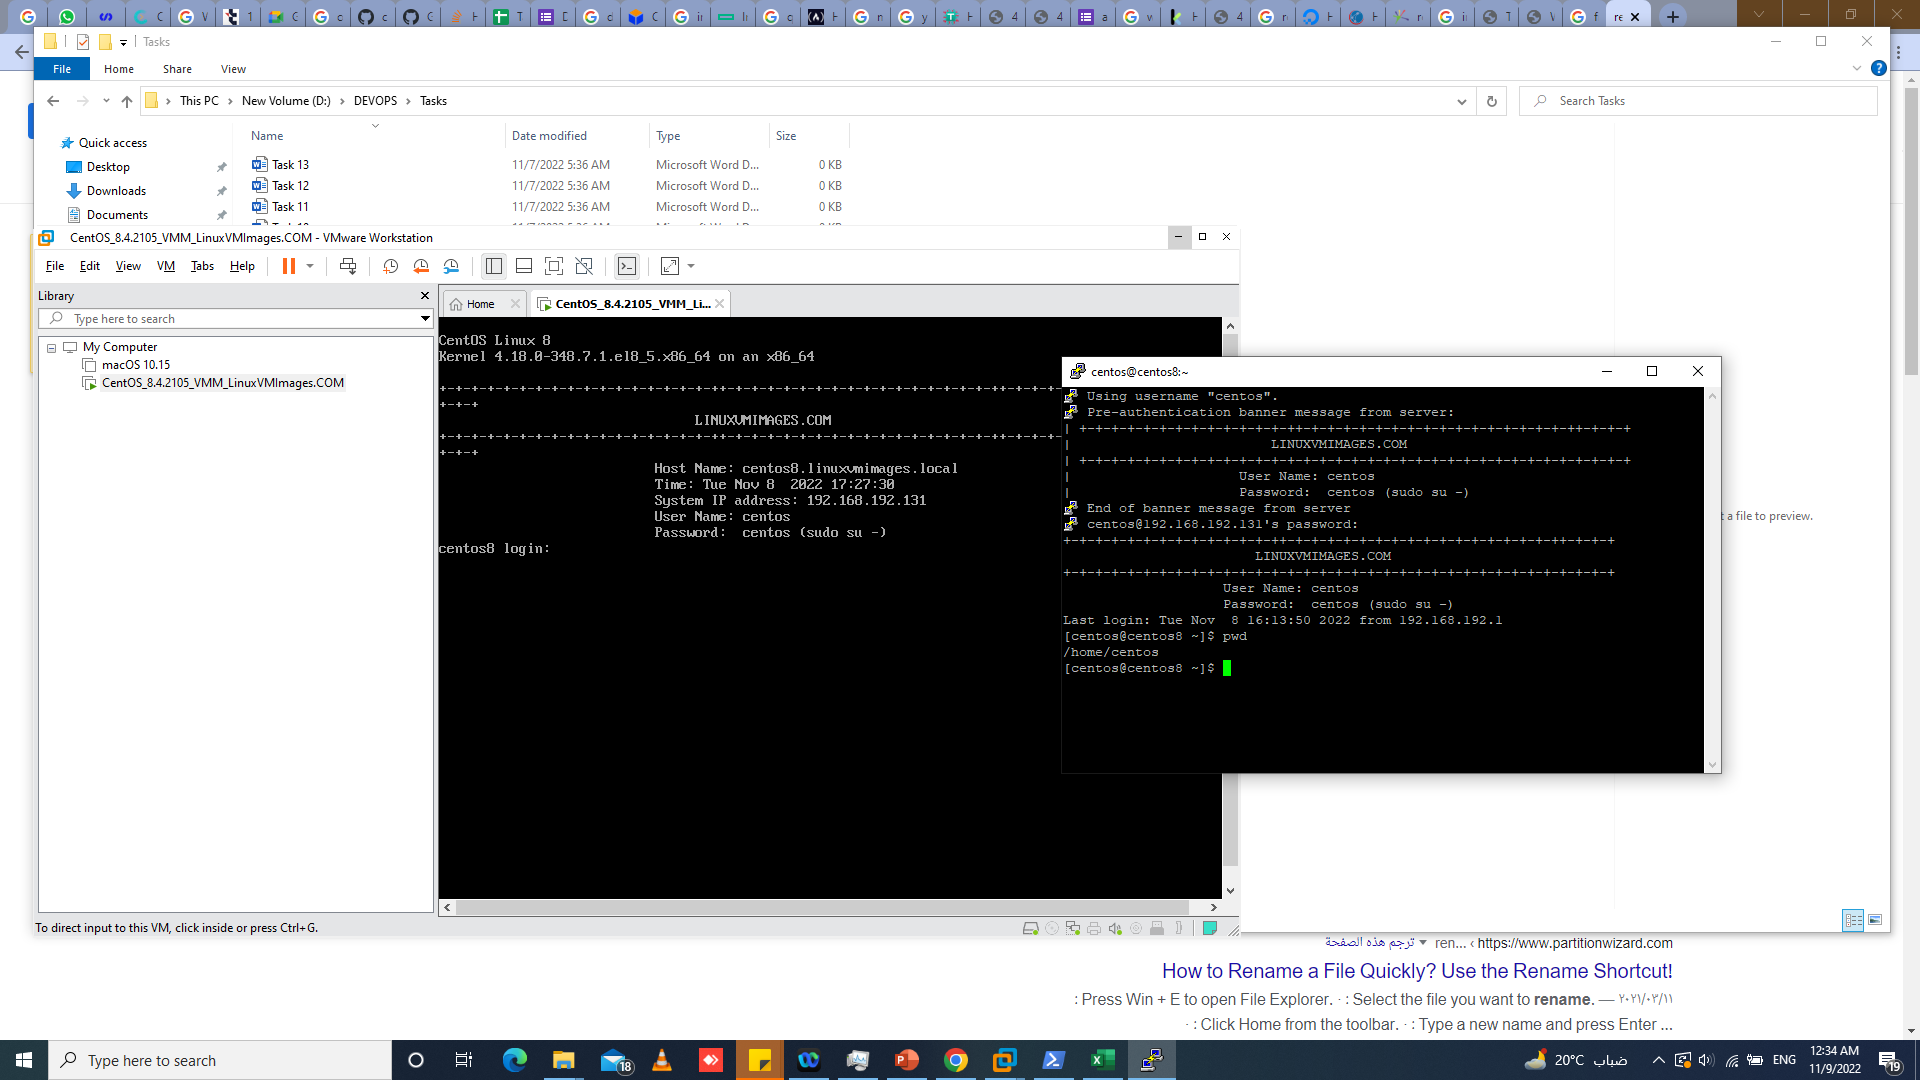 Tasks
File Home Share View
This PC › New Volume (D:) › DEVOPS › Tasks
Search Tasks
Name Date modified Type Size
Quick access
Desktop
Downloads
Documents
Task 13 11/7/2022 5:36 AM Microsoft Word D... 0 KB
Task 12 11/7/2022 5:36 AM Microsoft Word D... 0 KB
Task 11 11/7/2022 5:36 AM Microsoft Word D... 0 KB
CentOS_8.4.2105_VMM_LinuxVMImages.COM - VMware Workstation
File Edit View VM Tabs Help
Library
Type here to search
My Computer
macOS 10.15
CentOS_8.4.2105_VMM_LinuxVMImages.COM
Home CentOS_8.4.2105_VMM_Li...
CentOS Linux 8
Kernel 4.18.0-348.7.1.el8_5.x86_64 on an x86_64
LINUXVMIMAGES.COM
Host Name: centos8.linuxvmimages.local
Time: Tue Nov 8 2022 17:27:30
System IP address: 192.168.192.131
User Name: centos
Password: centos (sudo su -)
centos8 login:
To direct input to this VM, click inside or press Ctrl+G.
centos@centos8:~
Using username "centos".
Pre-authentication banner message from server:
LINUXVMIMAGES.COM
User Name: centos
Password: centos (sudo su -)
End of banner message from server
centos@192.168.192.131's password:
LINUXVMIMAGES.COM
User Name: centos
Password: centos (sudo su -)
Last login: Tue Nov 8 16:13:50 2022 from 192.168.192.1
[centos@centos8 ~]$ pwd
/home/centos
[centos@centos8 ~]$
t a file to preview.
https://www.partitionwizard.com › ren... ترجم هذه الصفحة
How to Rename a File Quickly? Use the Rename Shortcut!
: Press Win + E to open File Explorer. · : Select the file you want to rename. — ٢٠٢١/٠٣/١١
· : Click Home from the toolbar. · : Type a new name and press Enter ...
Type here to search
18
20°C ضباب
ENG
12:34 AM
11/9/2022
19